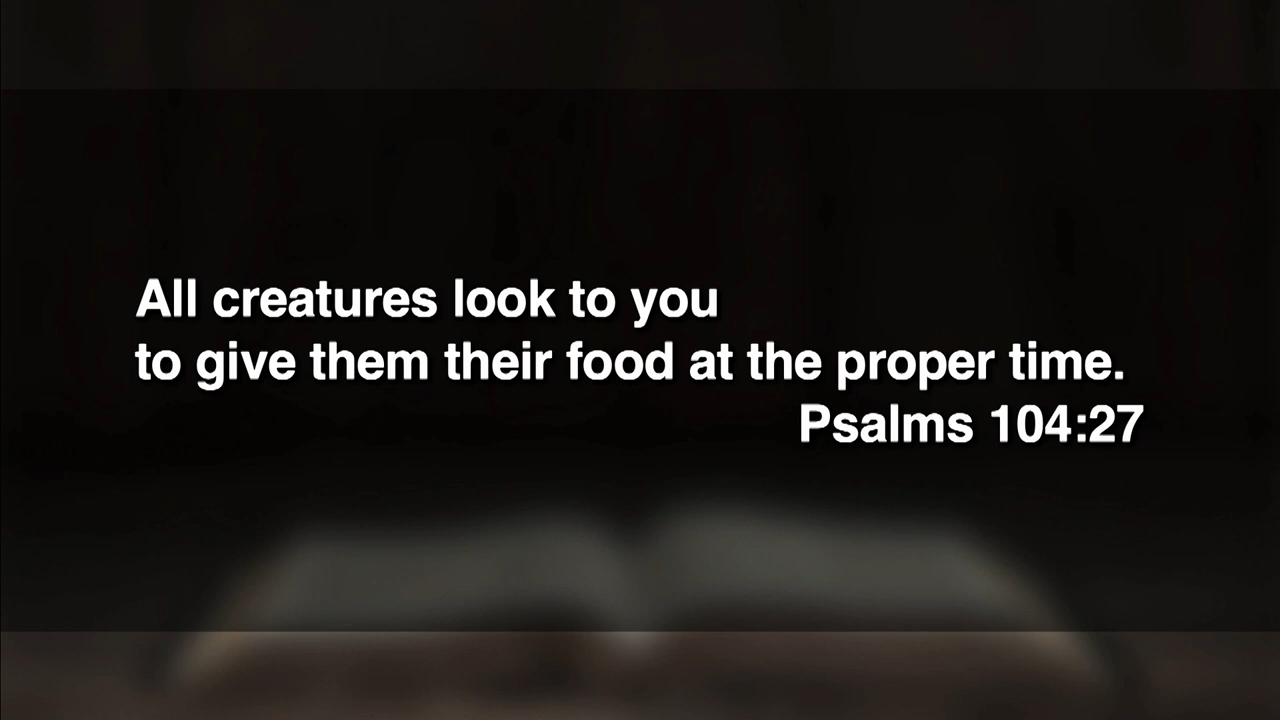 All creatures look to you
to give them their food at the proper time.
Psalms 104:27